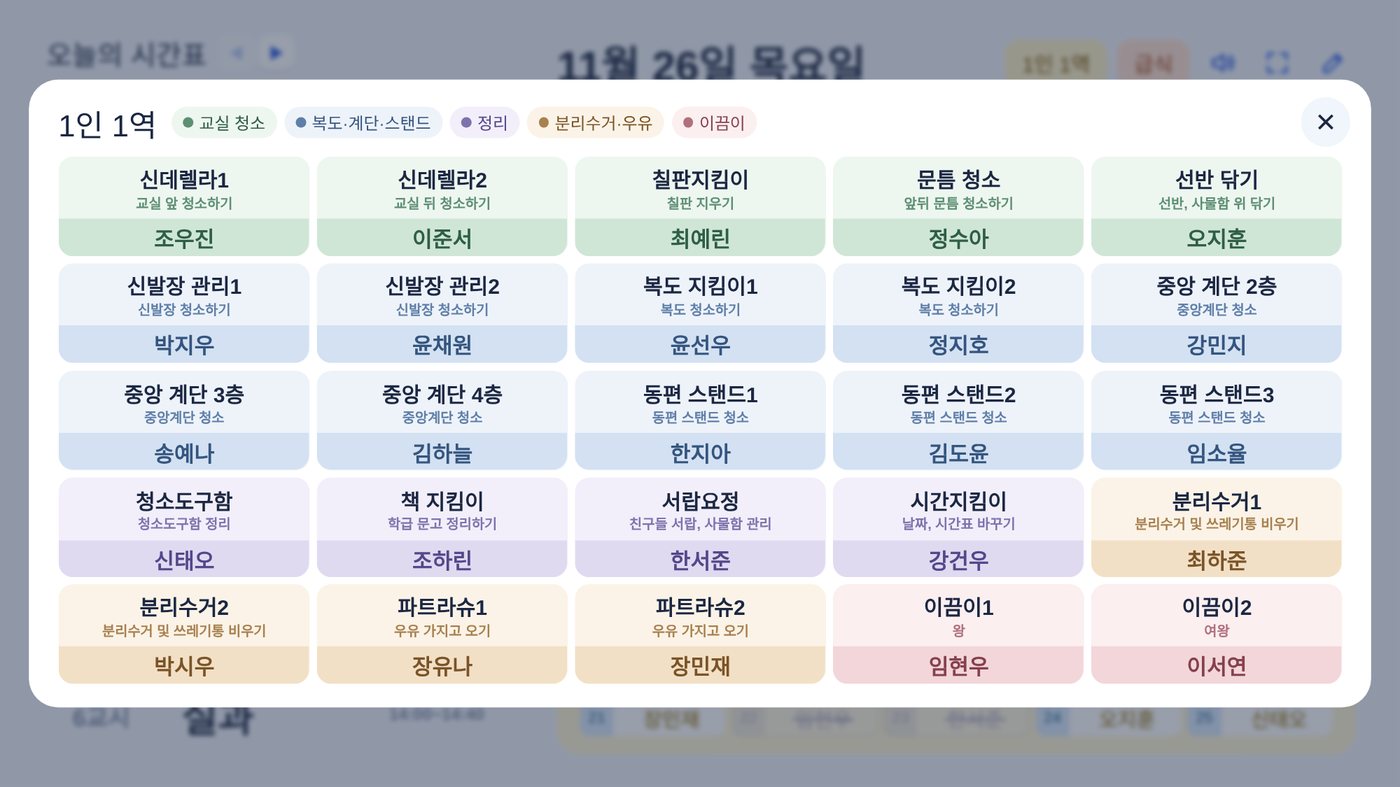 오늘의 시간표
11월 26일 목요일
1인 1역
급식
1인 1역
교실 청소
복도·계단·스탠드
정리
분리수거·우유
이끔이
신데렐라1
교실 앞 청소하기
조우진
신데렐라2
교실 뒤 청소하기
이준서
칠판지킴이
칠판 지우기
최예린
문틈 청소
앞뒤 문틈 청소하기
정수아
선반 닦기
선반, 사물함 위 닦기
오지훈
신발장 관리1
신발장 청소하기
박지우
신발장 관리2
신발장 청소하기
윤채원
복도 지킴이1
복도 청소하기
윤선우
복도 지킴이2
복도 청소하기
정지호
중앙 계단 2층
중앙계단 청소
강민지
중앙 계단 3층
중앙계단 청소
송예나
중앙 계단 4층
중앙계단 청소
김하늘
동편 스탠드1
동편 스탠드 청소
한지아
동편 스탠드2
동편 스탠드 청소
김도윤
동편 스탠드3
동편 스탠드 청소
임소율
청소도구함
청소도구함 정리
신태오
책 지킴이
학급 문고 정리하기
조하린
서랍요정
친구들 서랍, 사물함 관리
한서준
시간지킴이
날짜, 시간표 바꾸기
강건우
분리수거1
분리수거 및 쓰레기통 비우기
최하준
분리수거2
분리수거 및 쓰레기통 비우기
박시우
파트라슈1
우유 가지고 오기
장유나
파트라슈2
우유 가지고 오기
장민재
이끔이1
왕
임현우
이끔이2
여왕
이서연
6교시
실과
14:00~14:40
21
장민재
22
임현우
23
한서준
24
오지훈
25
신태오